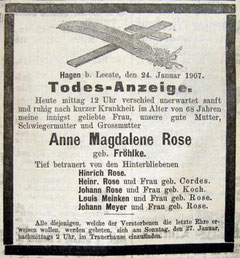 Hagen b. Leeste, den 24. Januar 1907.
Todes-Anzeige.
Heute mittag 12 Uhr verschied unerwartet sanft
und ruhig nach kurzer Krankheit im Alter von 68 Jahren
meine innigst geliebte Frau, unsere gute Mutter,
Schwiegermutter und Grossmutter
Anne Magdalene Rose
geb. Fröhlke.
Tief betrauert von den Hinterbliebenen
Hinrich Rose.
Heinr. Rose und Frau geb. Cordes.
Johann Rose und Frau geb. Koch.
Louis Meinken und Frau geb. Rose.
Johann Meyer und Frau geb. Rose.
Alle diejenigen, welche der Verstorbenen die letzte Ehre er-
weisen wollen, werden gebeten, sich am Sonntag, den 27. Januar,
nachmittags 2 Uhr, im Trauerhause einzufinden.